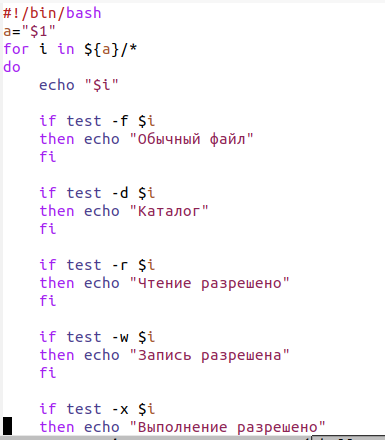 #!/bin/bash
a="$1"
for i in ${a}/*
do
    echo "$i"

    if test -f $i
    then echo "Обычный файл"
    fi

    if test -d $i
    then echo "Каталог"
    fi

    if test -r $i
    then echo "Чтение разрешено"
    fi

    if test -w $i
    then echo "Запись разрешена"
    fi

    if test -x $i
    then echo "Выполнение разрешено"